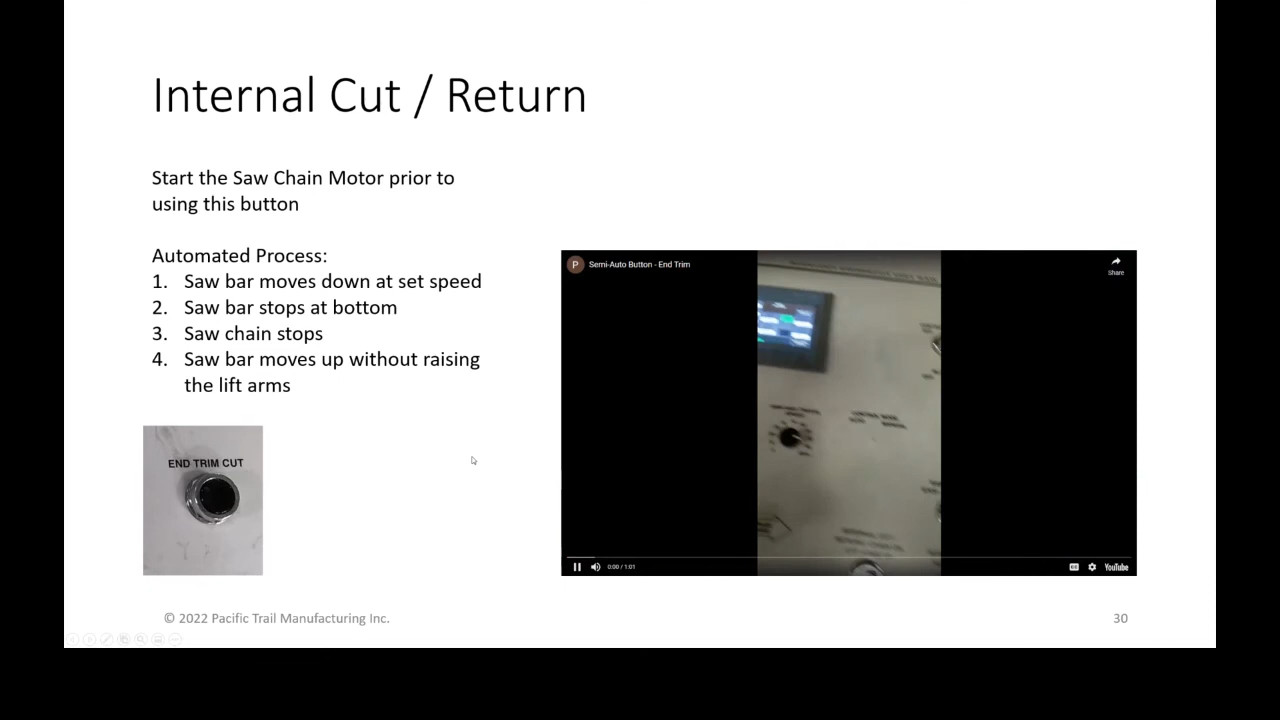 Internal Cut / Return
Start the Saw Chain Motor prior to
using this button
Automated Process:
1. Saw bar moves down at set speed
2. Saw bar stops at bottom
3. Saw chain stops
4. Saw bar moves up without raising
the lift arms
END TRIM CUT
P
Semi-Auto Button - End Trim
Share
0:00 / 1:01
CC
YouTube
© 2022 Pacific Trail Manufacturing Inc.
30